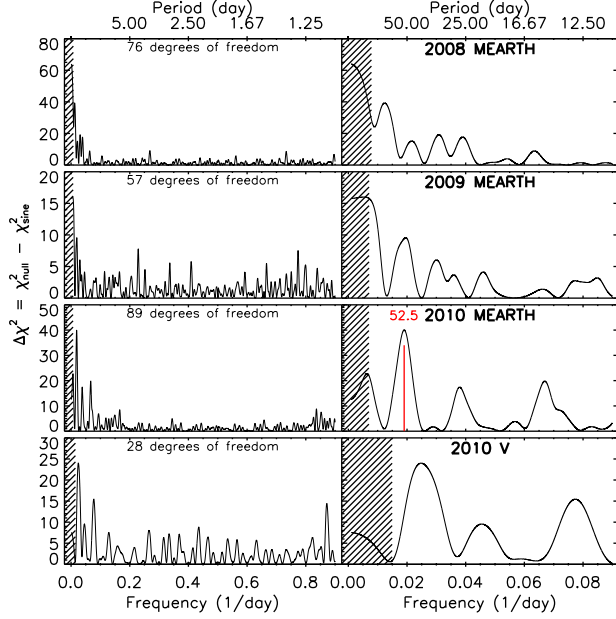 Period (day) Period (day)
5.00 2.50 1.67 1.25 50.00 25.00 16.67 12.50
80 76 degrees of freedom 2008 MEARTH
60
40
20
0
20 57 degrees of freedom 2009 MEARTH
15
10
5
0
50 89 degrees of freedom 52.5 2010 MEARTH
40
30
20
10
0
30 28 degrees of freedom 2010 V
25
20
15
10
5
0
Δχ² = χ²null − χ²sine
0.0 0.2 0.4 0.6 0.8 0.00 0.02 0.04 0.06 0.08
Frequency (1/day) Frequency (1/day)